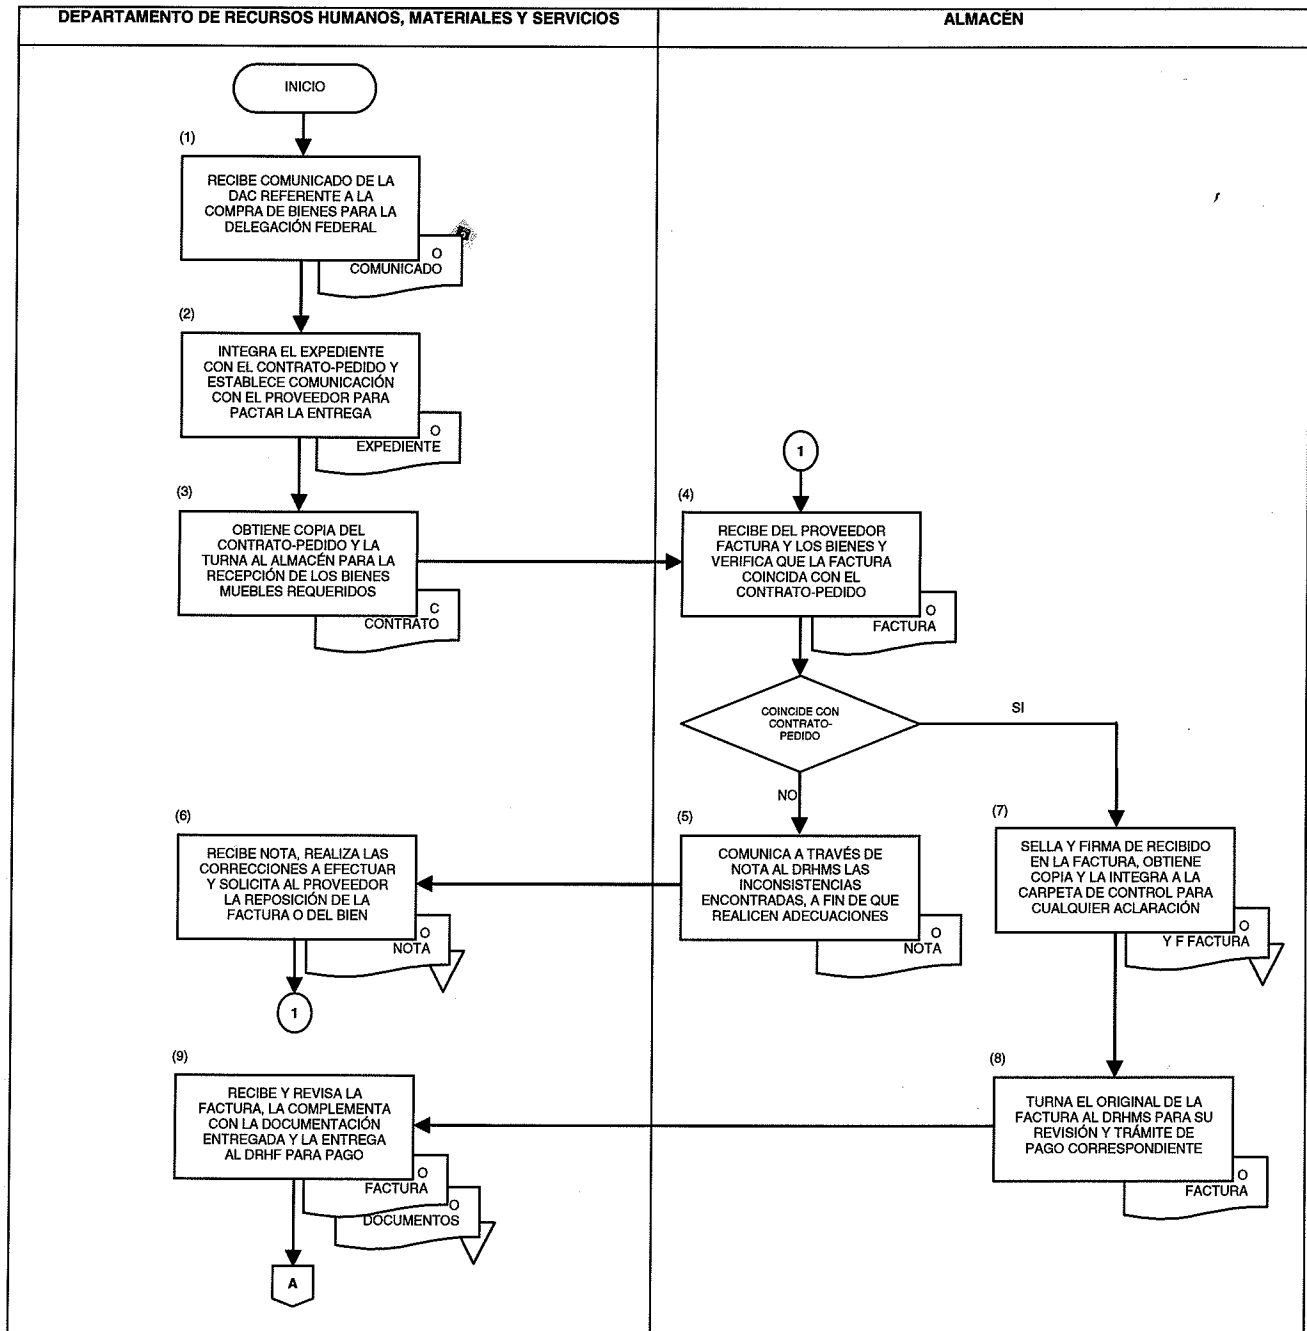 DEPARTAMENTO DE RECURSOS HUMANOS, MATERIALES Y SERVICIOS
ALMACÉN
INICIO
(1)
RECIBE COMUNICADO DE LA
DAC REFERENTE A LA
COMPRA DE BIENES PARA LA
DELEGACIÓN FEDERAL
O
COMUNICADO
(2)
INTEGRA EL EXPEDIENTE
CON EL CONTRATO-PEDIDO Y
ESTABLECE COMUNICACIÓN
CON EL PROVEEDOR PARA
PACTAR LA ENTREGA
O
EXPEDIENTE
(3)
OBTIENE COPIA DEL
CONTRATO-PEDIDO Y LA
TURNA AL ALMACÉN PARA LA
RECEPCIÓN DE LOS BIENES
MUEBLES REQUERIDOS
C
CONTRATO
1
(4)
RECIBE DEL PROVEEDOR
FACTURA Y LOS BIENES Y
VERIFICA QUE LA FACTURA
COINCIDA CON EL
CONTRATO-PEDIDO
O
FACTURA
COINCIDE CON
CONTRATO-
PEDIDO
SI
NO
(5)
COMUNICA A TRAVÉS DE
NOTA AL DRHMS LAS
INCONSISTENCIAS
ENCONTRADAS, A FIN DE QUE
REALICEN ADECUACIONES
O
NOTA
(6)
RECIBE NOTA, REALIZA LAS
CORRECCIONES A EFECTUAR
Y SOLICITA AL PROVEEDOR
LA REPOSICIÓN DE LA
FACTURA O DEL BIEN
O
NOTA
1
(7)
SELLA Y FIRMA DE RECIBIDO
EN LA FACTURA, OBTIENE
COPIA Y LA INTEGRA A LA
CARPETA DE CONTROL PARA
CUALQUIER ACLARACIÓN
O
Y F FACTURA
(8)
TURNA EL ORIGINAL DE LA
FACTURA AL DRHMS PARA SU
REVISIÓN Y TRÁMITE DE
PAGO CORRESPONDIENTE
O
FACTURA
(9)
RECIBE Y REVISA LA
FACTURA, LA COMPLEMENTA
CON LA DOCUMENTACIÓN
ENTREGADA Y LA ENTREGA
AL DRHF PARA PAGO
O
FACTURA
O
DOCUMENTOS
A